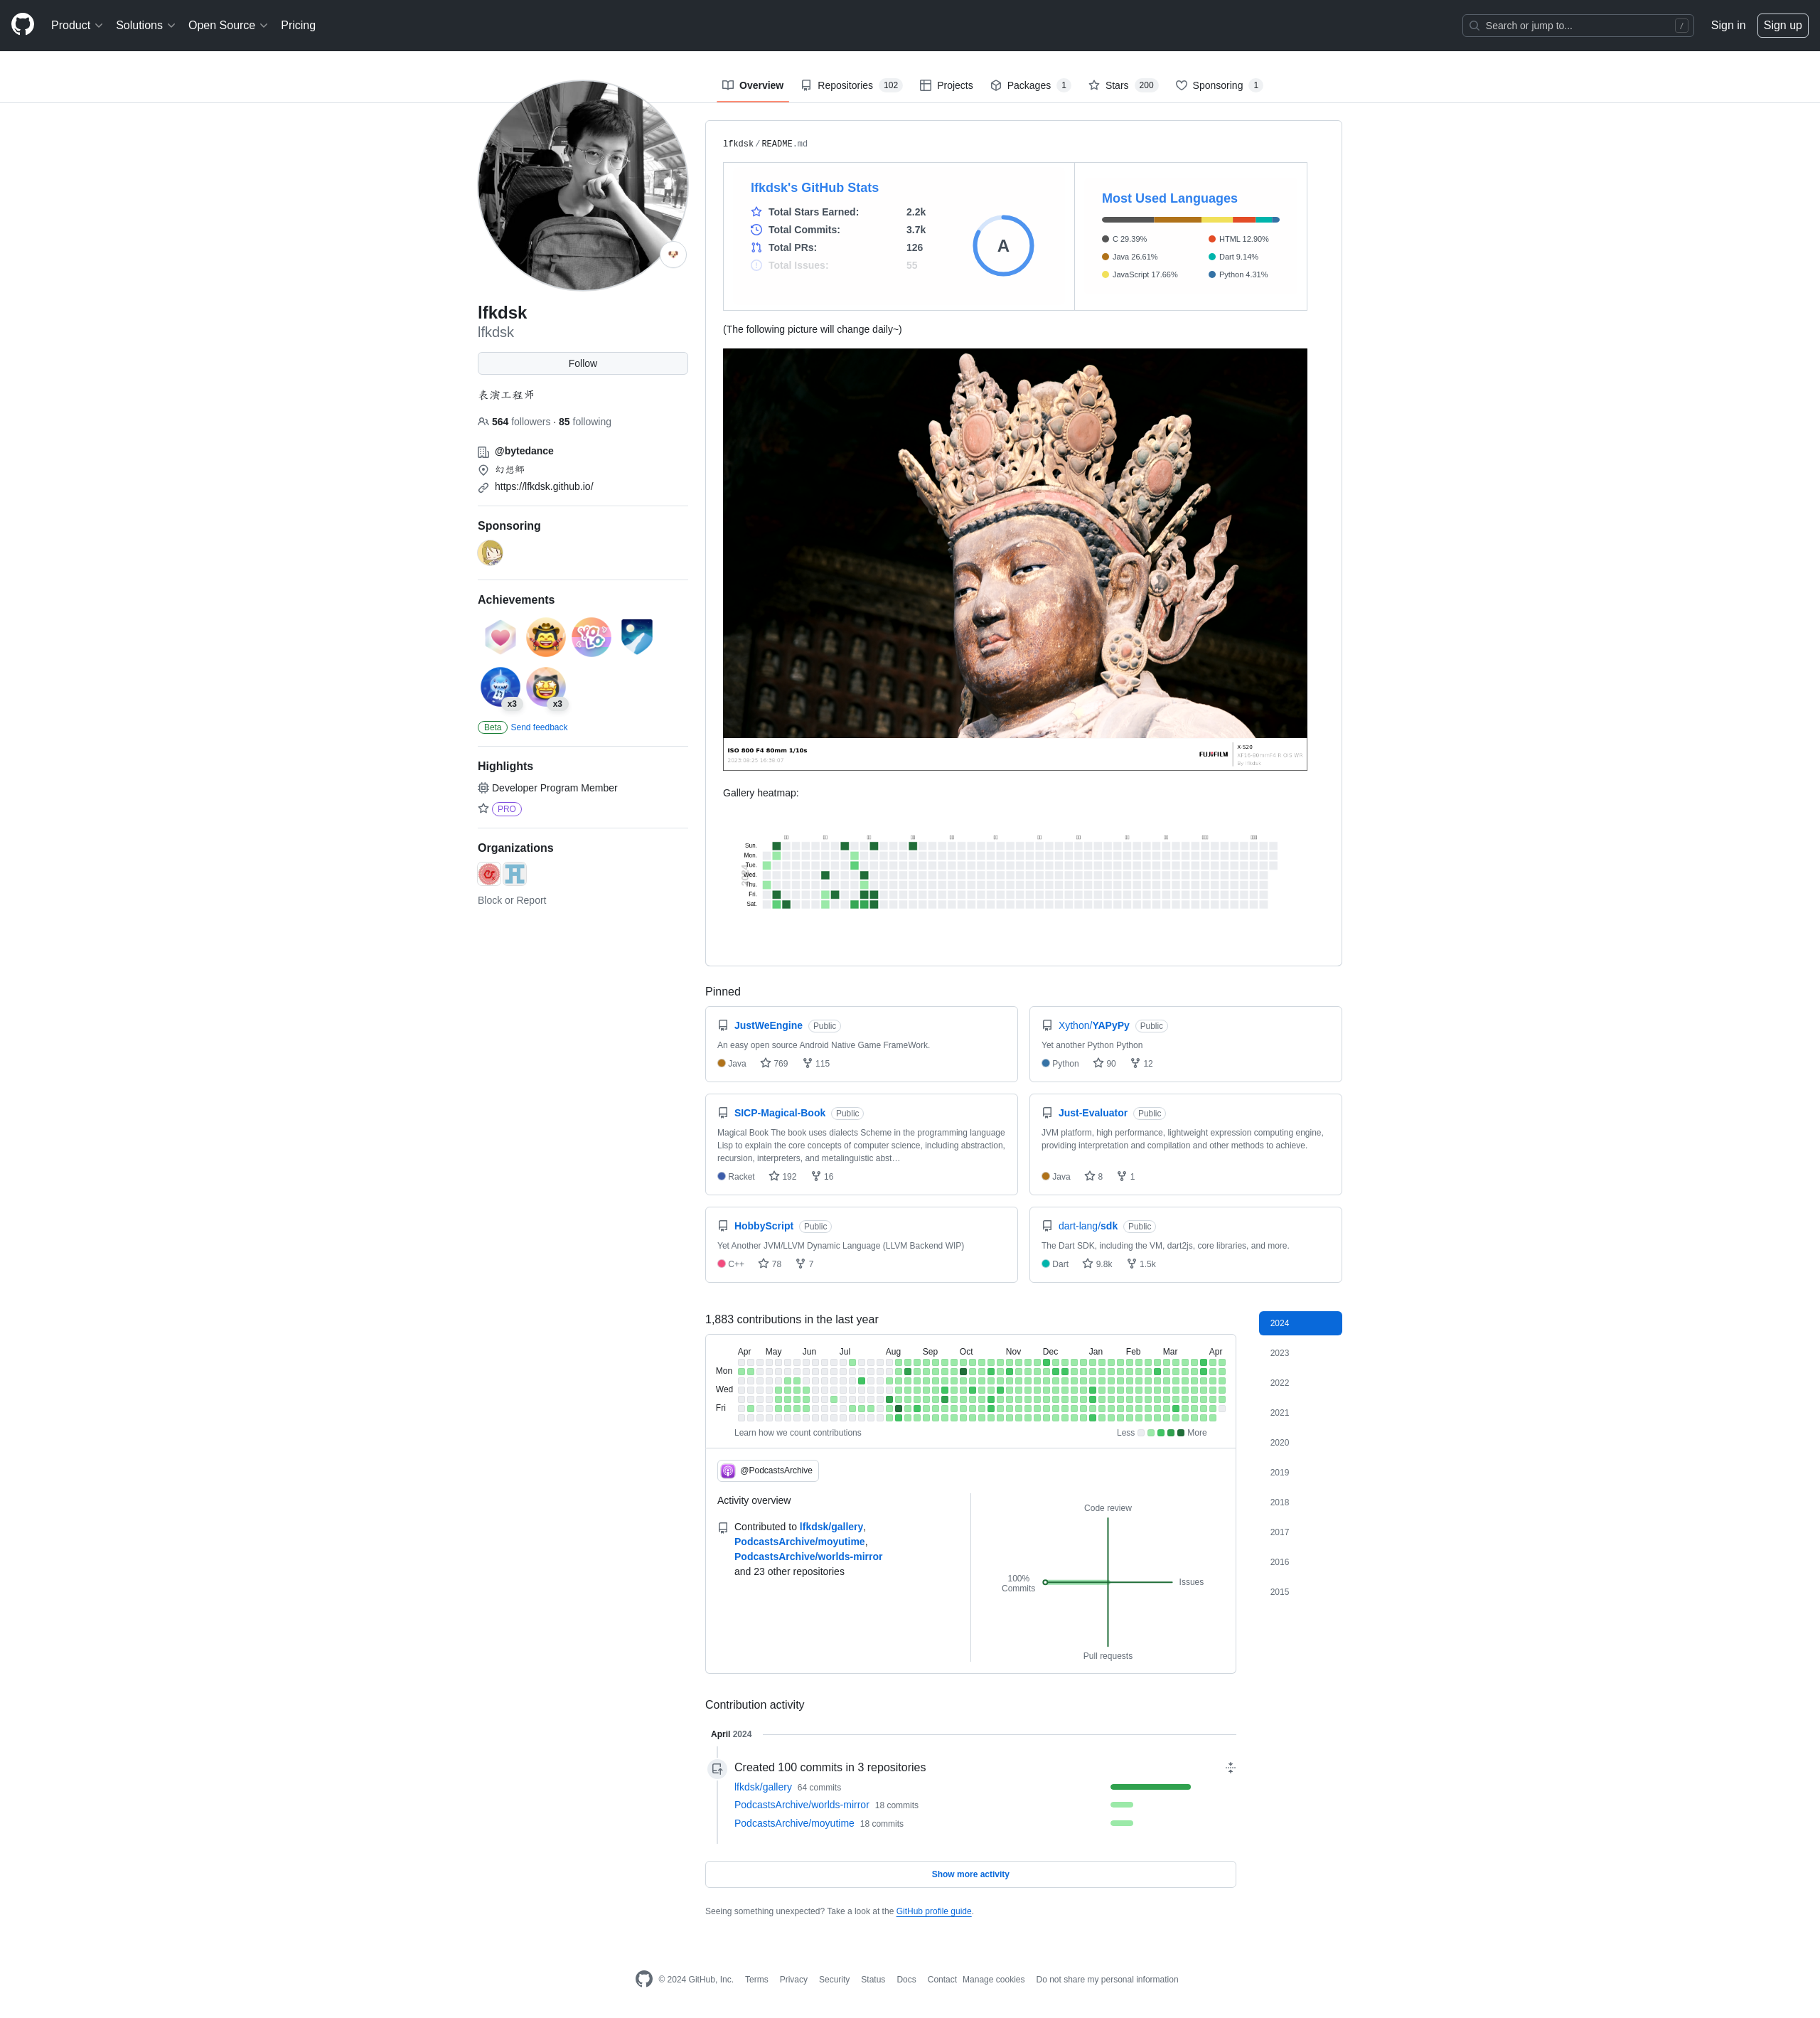 Product
Solutions
Open Source
Pricing
Search or jump to...
/
Sign in
Sign up
Overview
Repositories 102
Projects
Packages 1
Stars 200
Sponsoring 1
lfkdsk
lfkdsk
Follow
表演工程师
564 followers · 85 following
@bytedance
幻想乡
https://lfkdsk.github.io/
Sponsoring
Achievements
YOLO
x3
x3
Beta Send feedback
Highlights
Developer Program Member
PRO
Organizations
Block or Report
lfkdsk / README.md
lfkdsk's GitHub Stats
Total Stars Earned: 2.2k
Total Commits: 3.7k
Total PRs: 126
Total Issues: 55
A
Most Used Languages
C 29.39%
Java 26.61%
JavaScript 17.66%
HTML 12.90%
Dart 9.14%
Python 4.31%
(The following picture will change daily~)
ISO 800 F4 80mm 1/10s
FUJIFILM
X-S20
Gallery heatmap:
Sun.
Mon.
Tue.
Wed.
Thu.
Fri.
Sat.
Pinned
JustWeEngine Public
An easy open source Android Native Game FrameWork.
Java 769 115
Xython/YAPyPy Public
Yet another Python Python
Python 90 12
SICP-Magical-Book Public
Magical Book The book uses dialects Scheme in the programming language
Lisp to explain the core concepts of computer science, including abstraction,
recursion, interpreters, and metalinguistic abst…
Racket 192 16
Just-Evaluator Public
JVM platform, high performance, lightweight expression computing engine,
providing interpretation and compilation and other methods to achieve.
Java 8 1
HobbyScript Public
Yet Another JVM/LLVM Dynamic Language (LLVM Backend WIP)
C++ 78 7
dart-lang/sdk Public
The Dart SDK, including the VM, dart2js, core libraries, and more.
Dart 9.8k 1.5k
1,883 contributions in the last year
Apr May Jun Jul Aug Sep Oct Nov Dec Jan Feb Mar Apr
Mon
Wed
Fri
Learn how we count contributions
Less More
@PodcastsArchive
Activity overview
Contributed to lfkdsk/gallery,
PodcastsArchive/moyutime,
PodcastsArchive/worlds-mirror
and 23 other repositories
Code review
100%
Commits
Issues
Pull requests
2024
2023
2022
2021
2020
2019
2018
2017
2016
2015
Contribution activity
April 2024
Created 100 commits in 3 repositories
lfkdsk/gallery 64 commits
PodcastsArchive/worlds-mirror 18 commits
PodcastsArchive/moyutime 18 commits
Show more activity
Seeing something unexpected? Take a look at the GitHub profile guide.
© 2024 GitHub, Inc.
Terms
Privacy
Security
Status
Docs
Contact
Manage cookies
Do not share my personal information